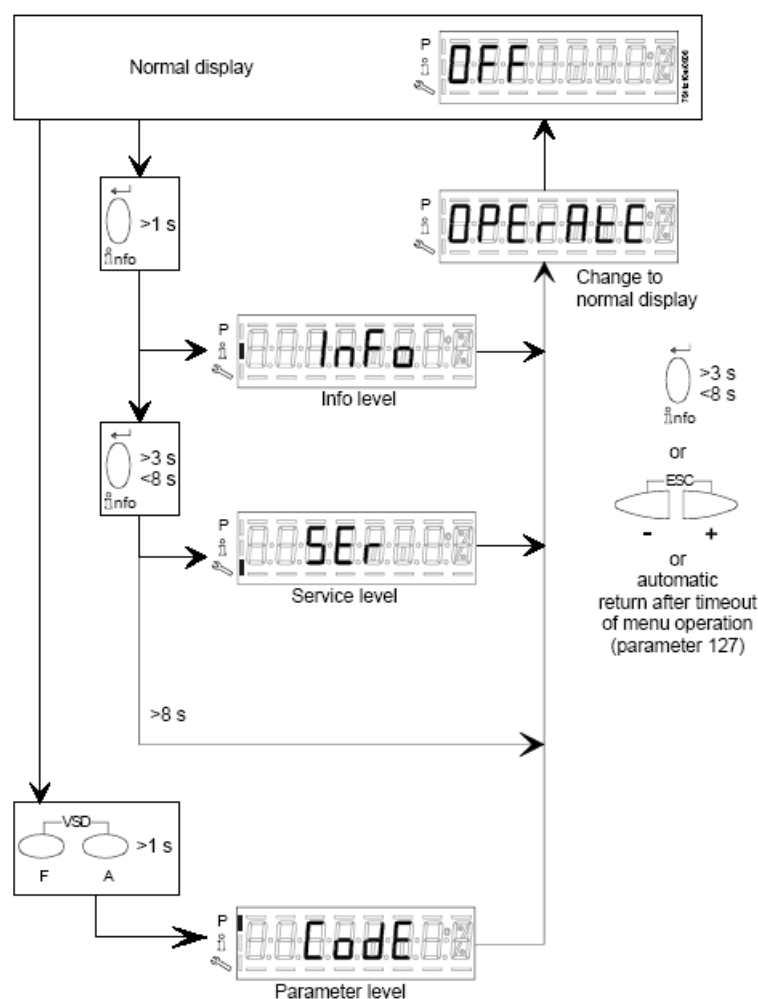 Normal display
P
OFF
>1 s
info
P
OPErAtE
Change to
normal display
P
InFo
Info level
>3 s
<8 s
info
>3 s
<8 s
info
or
ESC
- +
or
automatic
return after timeout
of menu operation
(parameter 127)
P
SEr
Service level
>8 s
VSD
>1 s
F A
P
CodE
Parameter level